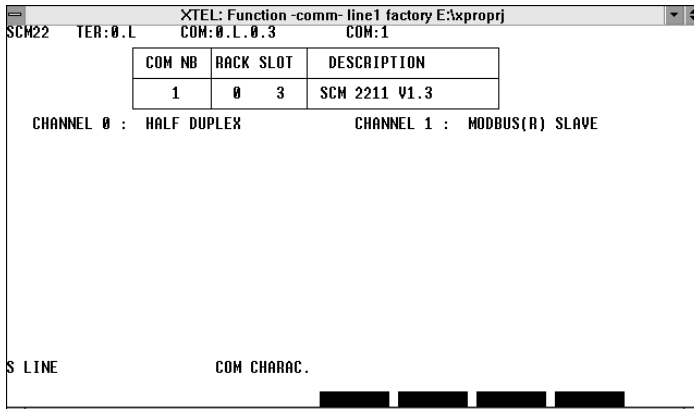 XTEL: Function -comm- line1 factory E:\xproprj
SCM22 TER:0.L COM:0.L.0.3 COM:1
COM NB RACK SLOT DESCRIPTION
1 0 3 SCM 2211 V1.3
CHANNEL 0 : HALF DUPLEX CHANNEL 1 : MODBUS(R) SLAVE
S LINE COM CHARAC.